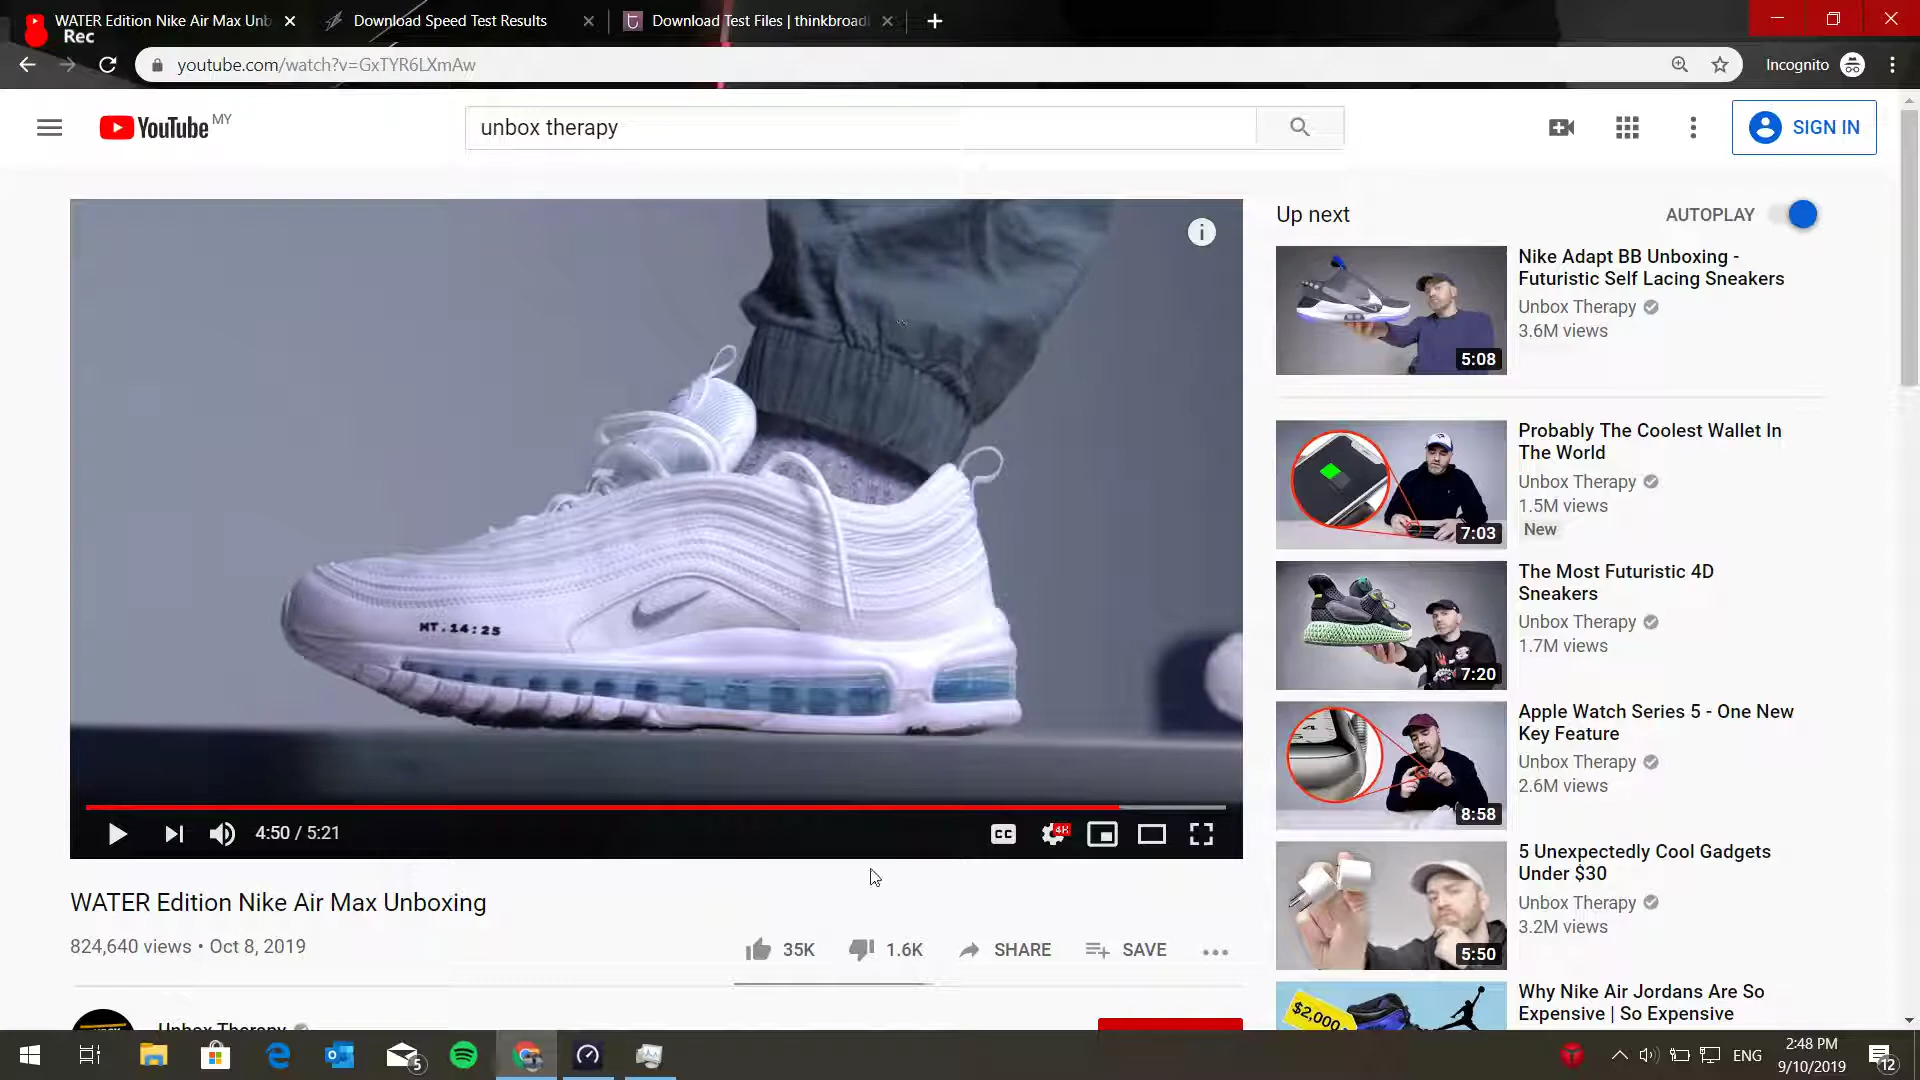 WATER Edition Nike Air Max Unb
Download Speed Test Results
Download Test Files | thinkbroad
Rec
youtube.com/watch?v=GxTYR6LXmAw
Incognito
YouTube MY
unbox therapy
SIGN IN
MT.14:25
4:50 / 5:21
CC
4K
WATER Edition Nike Air Max Unboxing
824,640 views • Oct 8, 2019
35K
1.6K
SHARE
SAVE
Unbox Therapy
Up next
AUTOPLAY
Nike Adapt BB Unboxing -
Futuristic Self Lacing Sneakers
Unbox Therapy
3.6M views
5:08
Probably The Coolest Wallet In
The World
Unbox Therapy
1.5M views
New
7:03
The Most Futuristic 4D
Sneakers
Unbox Therapy
1.7M views
7:20
Apple Watch Series 5 - One New
Key Feature
Unbox Therapy
2.6M views
8:58
5 Unexpectedly Cool Gadgets
Under $30
Unbox Therapy
3.2M views
5:50
Why Nike Air Jordans Are So
Expensive | So Expensive
$2,000
5
ENG
2:48 PM
9/10/2019
12